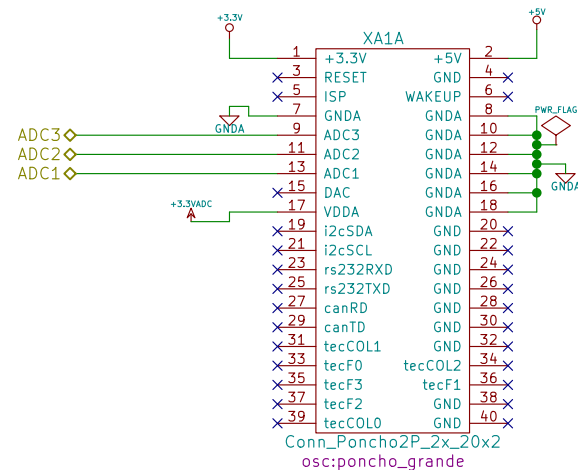 +3.3V
+5V
XA1A
1 +3.3V +5V 2
3 RESET GND 4
5 ISP WAKEUP 6
7 GNDA GNDA 8
PWR_FLAG
GNDA
ADC3 9 ADC3 GNDA 10
ADC2 11 ADC2 GNDA 12
ADC1 13 ADC1 GNDA 14
GNDA
15 DAC GNDA 16
+3.3VADC
17 VDDA GNDA 18
19 i2cSDA GND 20
21 i2cSCL GND 22
23 rs232RXD GND 24
25 rs232TXD GND 26
27 canRD GND 28
29 canTD GND 30
31 tecCOL1 GND 32
33 tecF0 tecCOL2 34
35 tecF3 tecF1 36
37 tecF2 GND 38
39 tecCOL0 GND 40
Conn_Poncho2P_2x_20x2
osc:poncho_grande